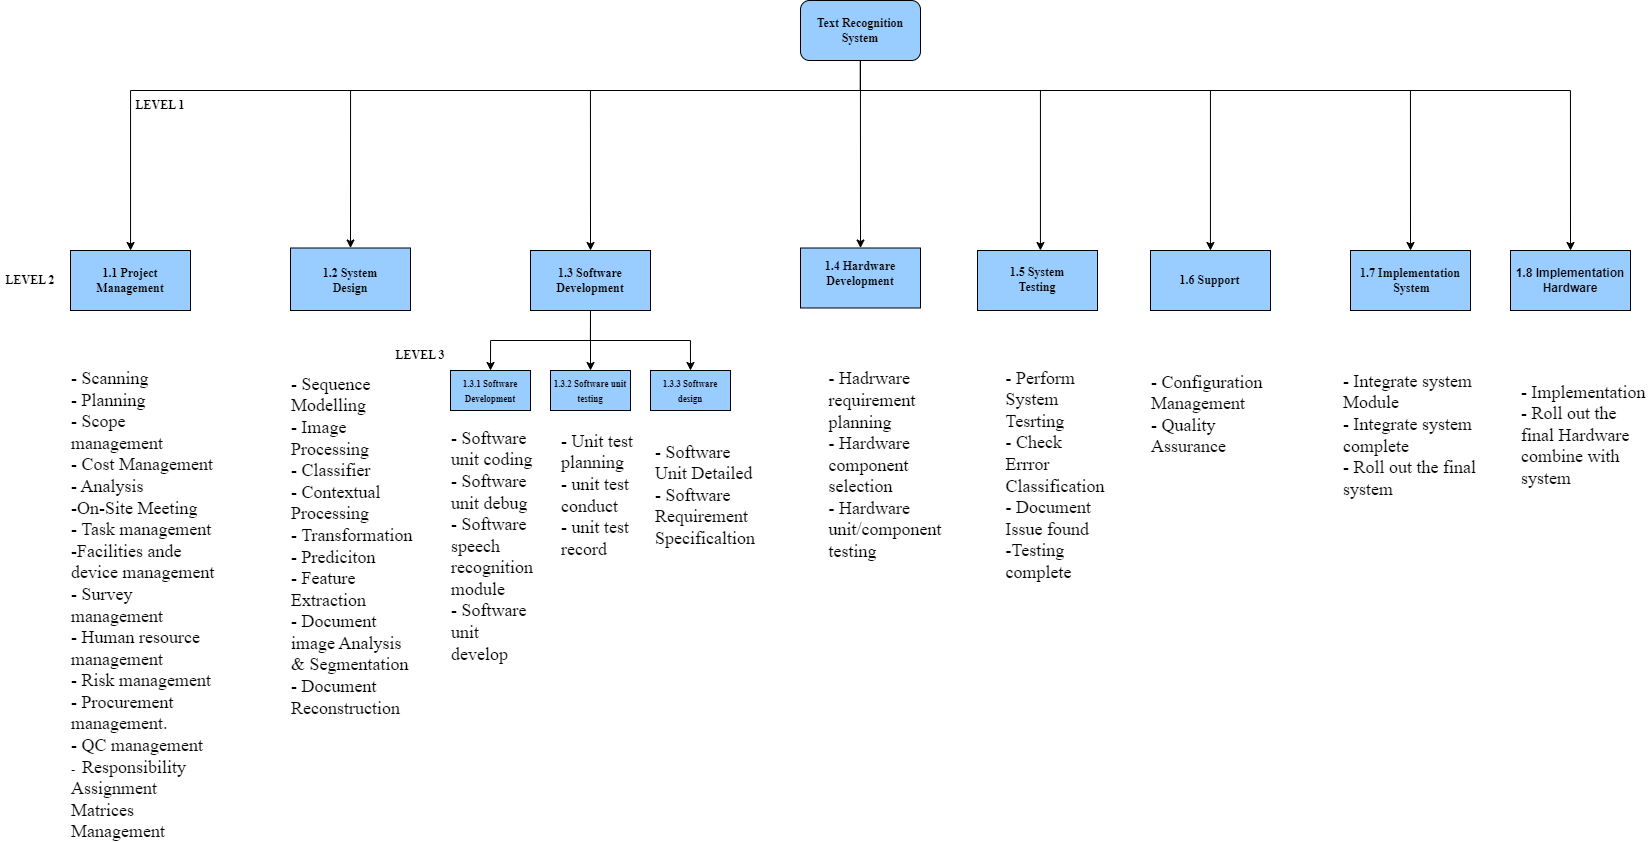 Text Recognition
System
LEVEL 1
LEVEL 2
1.1 Project
Management
1.2 System
Design
1.3 Software
Development
1.4 Hardware
Development
1.5 System
Testing
1.6 Support
1.7 Implementation
System
1.8 Implementation
Hardware
LEVEL 3
1.3.1 Software
Development
1.3.2 Software unit
testing
1.3.3 Software
design
- Scanning
- Planning
- Scope
management
- Cost Management
- Analysis
-On-Site Meeting
- Task management
-Facilities ande
device management
- Survey
management
- Human resource
management
- Risk management
- Procurement
management.
- QC management
- Responsibility
Assignment
Matrices
Management
- Sequence
Modelling
- Image
Processing
- Classifier
- Contextual
Processing
- Transformation
- Prediciton
- Feature
Extraction
- Document
image Analysis
& Segmentation
- Document
Reconstruction
- Software
unit coding
- Software
unit debug
- Software
speech
recognition
module
- Software
unit
develop
- Unit test
planning
- unit test
conduct
- unit test
record
- Software
Unit Detailed
- Software
Requirement
Specificaltion
- Hadrware
requirement
planning
- Hardware
component
selection
- Hardware
unit/component
testing
- Perform
System
Tesrting
- Check
Errror
Classification
- Document
Issue found
-Testing
complete
- Configuration
Management
- Quality
Assurance
- Integrate system
Module
- Integrate system
complete
- Roll out the final
system
- Implementation
- Roll out the
final Hardware
combine with
system